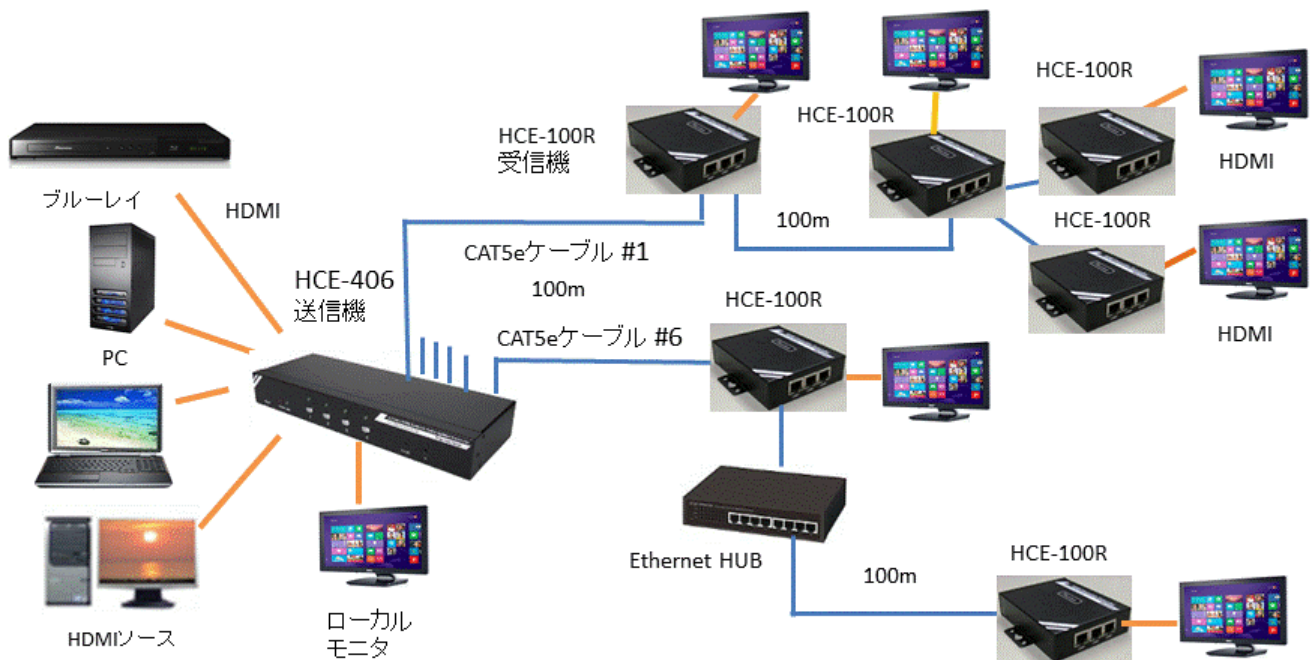 ブルーレイ
HDMI
PC
HDMIソース
HCE-406
送信機
ローカル
モニタ
CAT5eケーブル #1
100m
CAT5eケーブル #6
HCE-100R
受信機
100m
HCE-100R
HCE-100R
HDMI
HCE-100R
HDMI
HCE-100R
Ethernet HUB
100m
HCE-100R